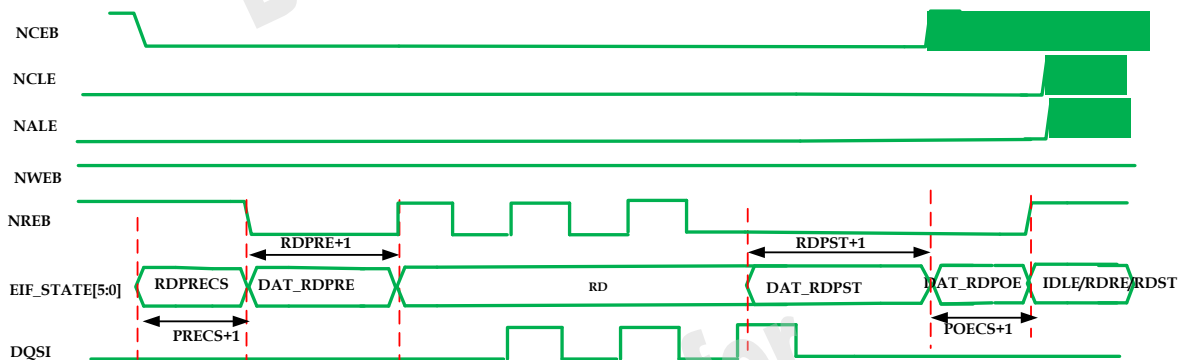 NCEB
NCLE
NALE
NWEB
NREB
RDPRE+1
RDPST+1
EIF_STATE[5:0]
RDPRECS
DAT_RDPRE
RD
DAT_RDPST
DAT_RDPOE
IDLE/RDRE/RDST
PRECS+1
POECS+1
DQSI
for